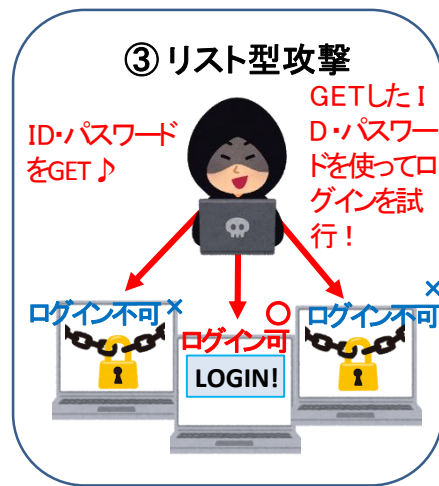 ③リスト型攻撃
ID・パスワード
をGET♪
GETしたI
D・パスワー
ドを使ってロ
グインを試
行！
ログイン不可×
ログイン可○
×
ログイン不可
LOGIN!